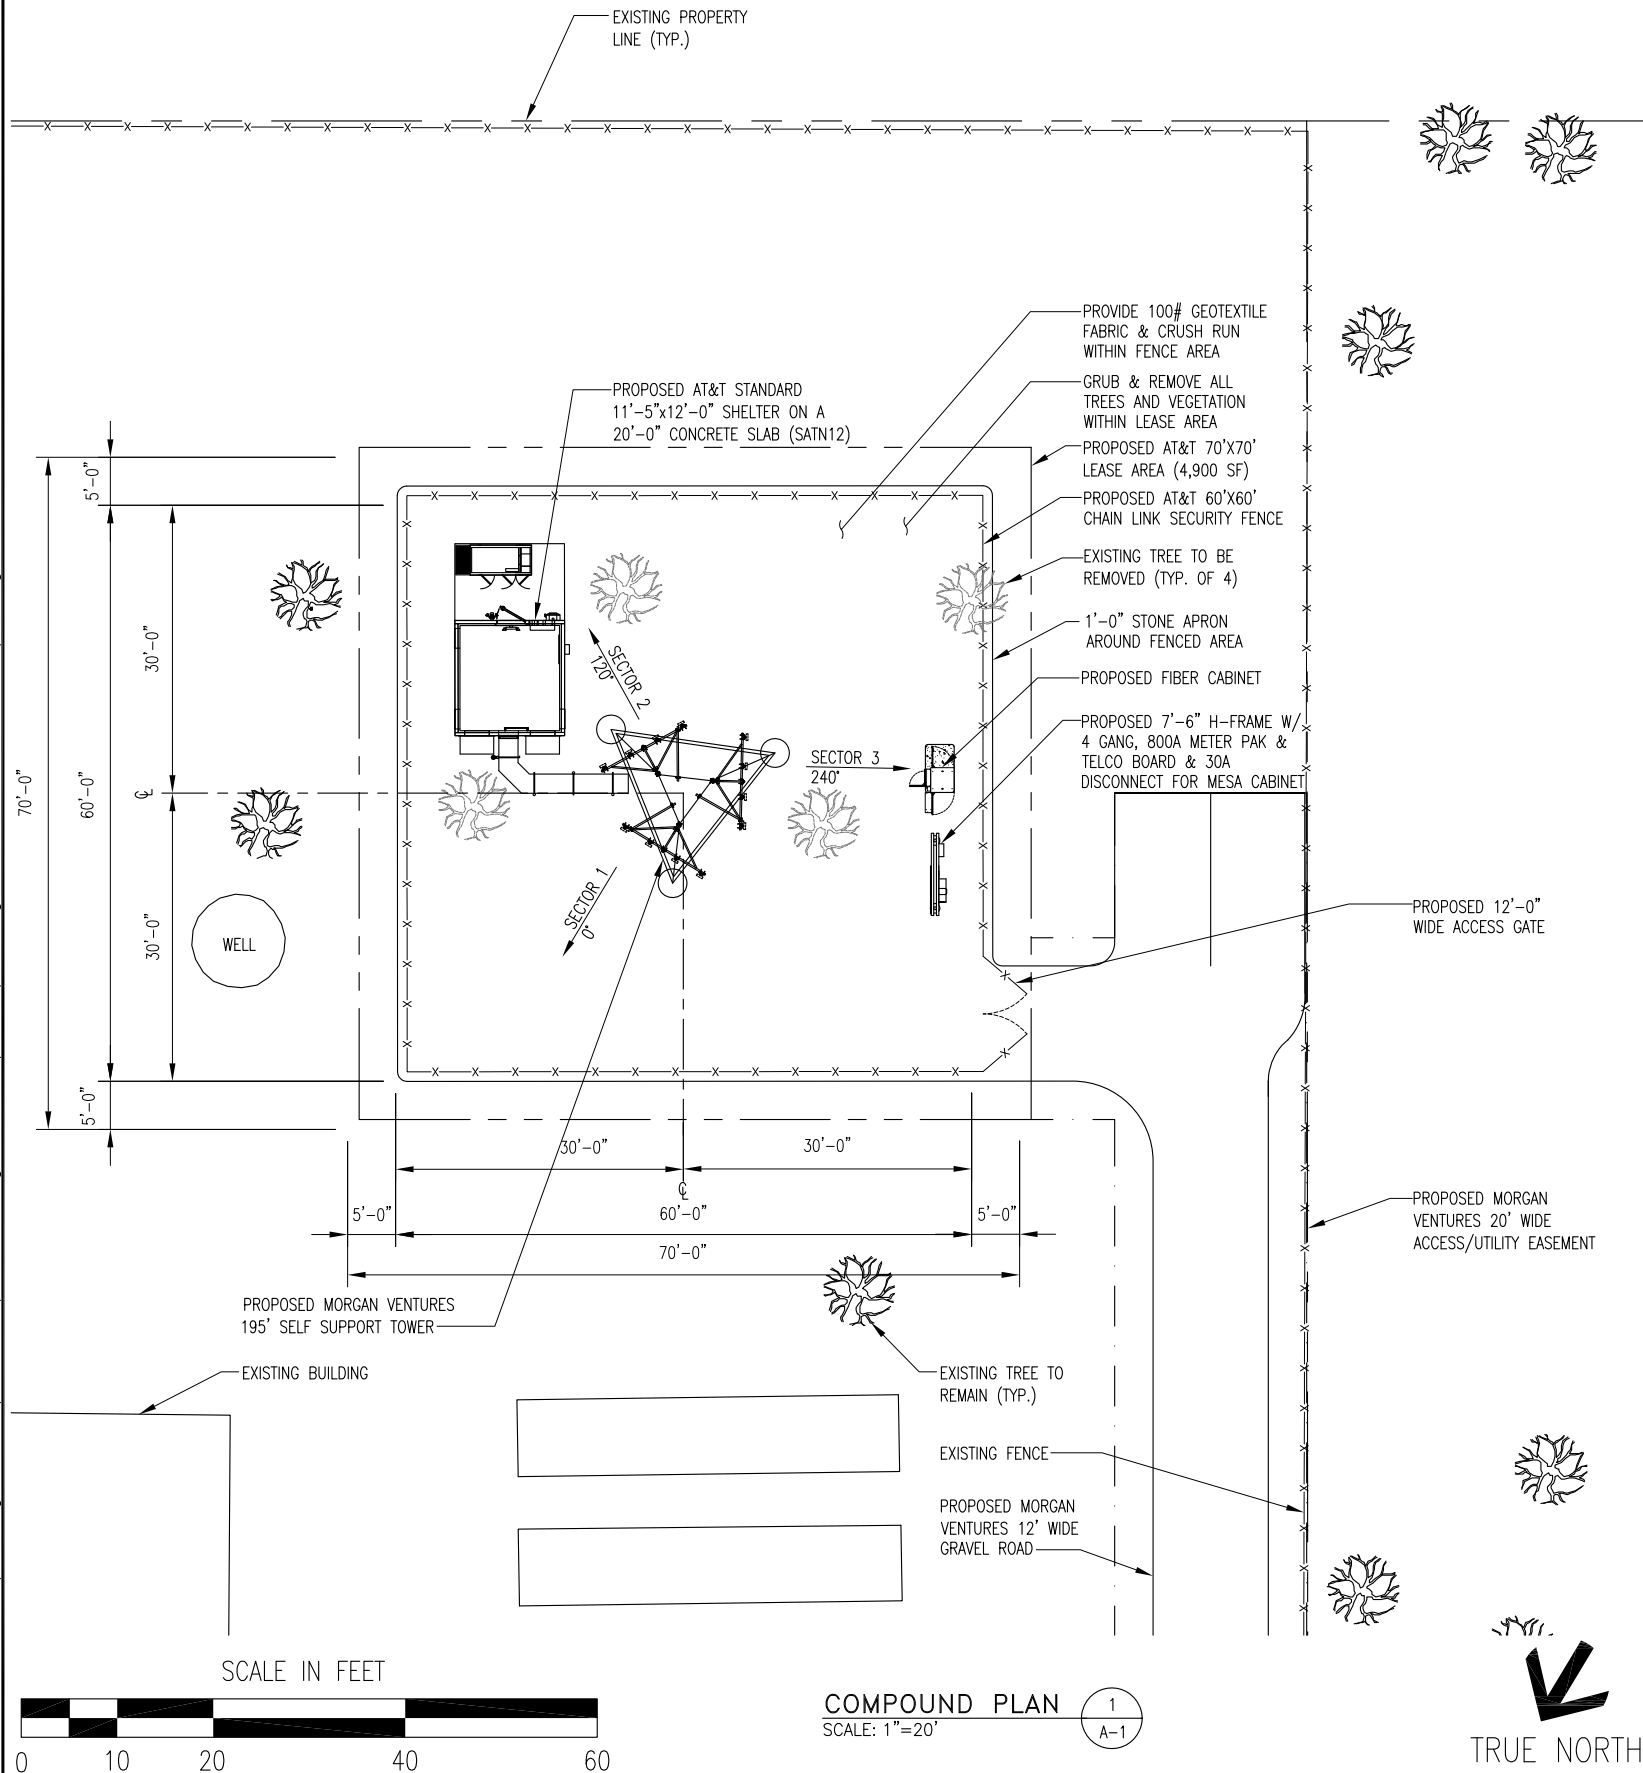 EXISTING PROPERTY
LINE (TYP.)
PROVIDE 100# GEOTEXTILE
FABRIC & CRUSH RUN
WITHIN FENCE AREA
GRUB & REMOVE ALL
TREES AND VEGETATION
WITHIN LEASE AREA
PROPOSED AT&T STANDARD
11'-5"x12'-0" SHELTER ON A
20'-0" CONCRETE SLAB (SATN12)
PROPOSED AT&T 70'X70'
LEASE AREA (4,900 SF)
PROPOSED AT&T 60'X60'
CHAIN LINK SECURITY FENCE
EXISTING TREE TO BE
REMOVED (TYP. OF 4)
1'-0" STONE APRON
AROUND FENCED AREA
PROPOSED FIBER CABINET
PROPOSED 7'-6" H-FRAME W/
4 GANG, 800A METER PAK &
TELCO BOARD & 30A
DISCONNECT FOR MESA CABINET
5'-0"
30'-0"
70'-0"
60'-0"
℄
30'-0"
5'-0"
SECTOR 2
120°
SECTOR 3
240°
SECTOR 1
0°
WELL
PROPOSED 12'-0"
WIDE ACCESS GATE
30'-0"
30'-0"
℄
5'-0"
60'-0"
5'-0"
70'-0"
PROPOSED MORGAN
VENTURES 20' WIDE
ACCESS/UTILITY EASEMENT
PROPOSED MORGAN VENTURES
195' SELF SUPPORT TOWER
EXISTING BUILDING
EXISTING TREE TO
REMAIN (TYP.)
EXISTING FENCE
PROPOSED MORGAN
VENTURES 12' WIDE
GRAVEL ROAD
SCALE IN FEET
0 10 20 40 60
COMPOUND PLAN
SCALE: 1"=20'
1
A-1
TRUE NORTH